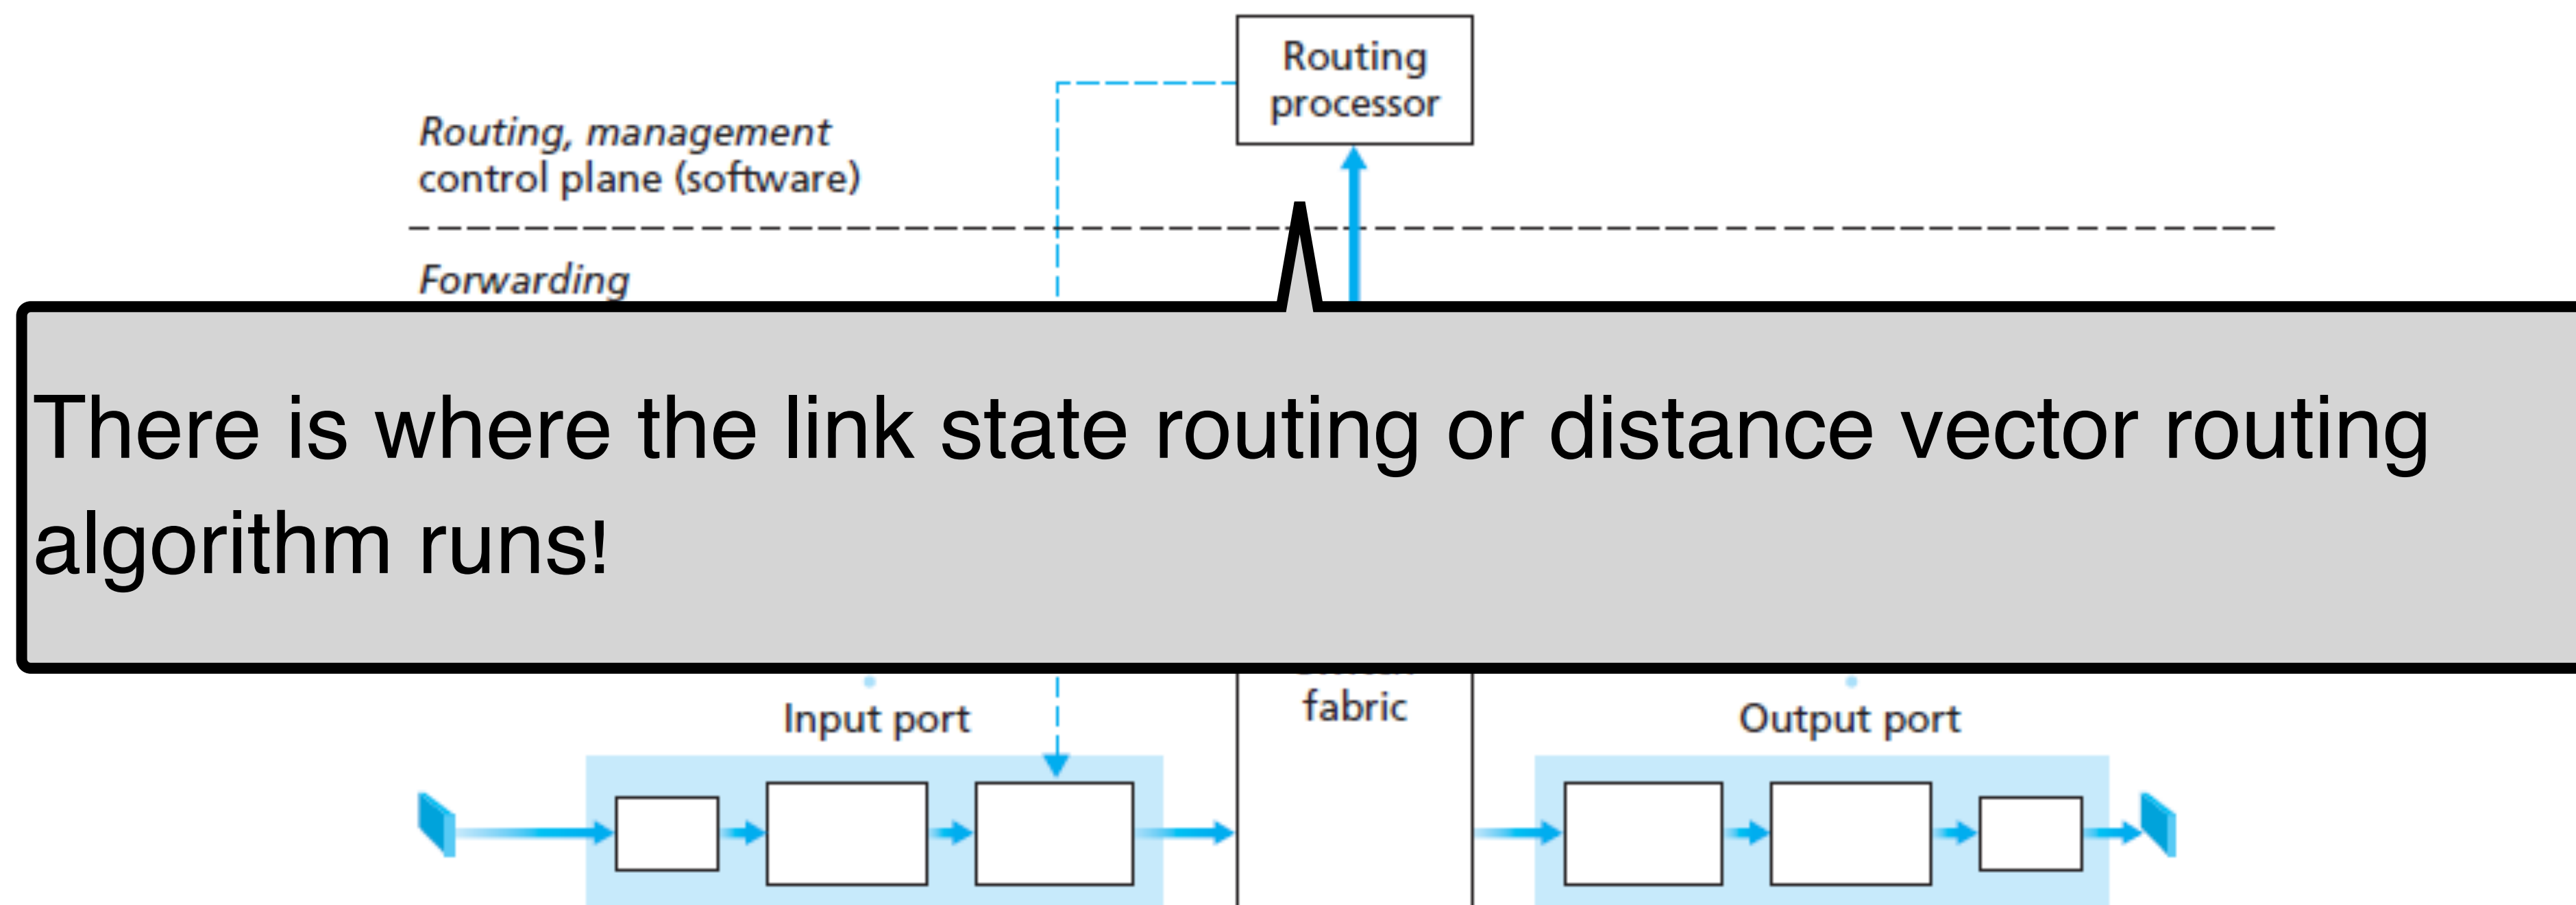 Routing
processor
Routing, management
control plane (software)
Forwarding
There is where the link state routing or distance vector routing
algorithm runs!
fabric
Input port
Output port